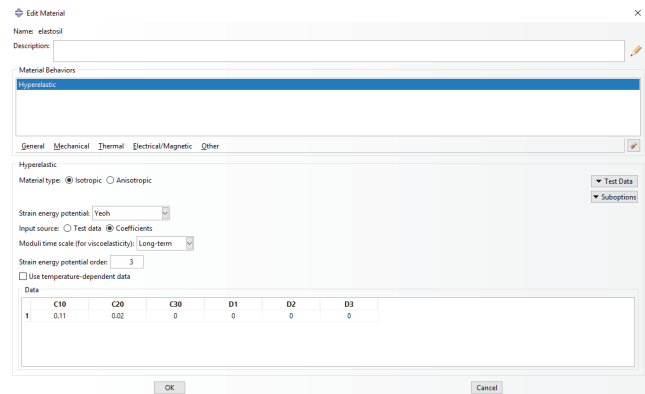 Edit Material
Name: elastosil
Description:
Material Behaviors
Hyperelastic
General Mechanical Thermal Electrical/Magnetic Other
Hyperelastic
Material type: Isotropic Anisotropic
Test Data
Suboptions
Strain energy potential: Yeoh
Input source: Test data Coefficients
Moduli time scale (for viscoelasticity): Long-term
Strain energy potential order: 3
Use temperature-dependent data
Data
C10 C20 C30 D1 D2 D3
1 0.11 0.02 0 0 0 0
OK Cancel